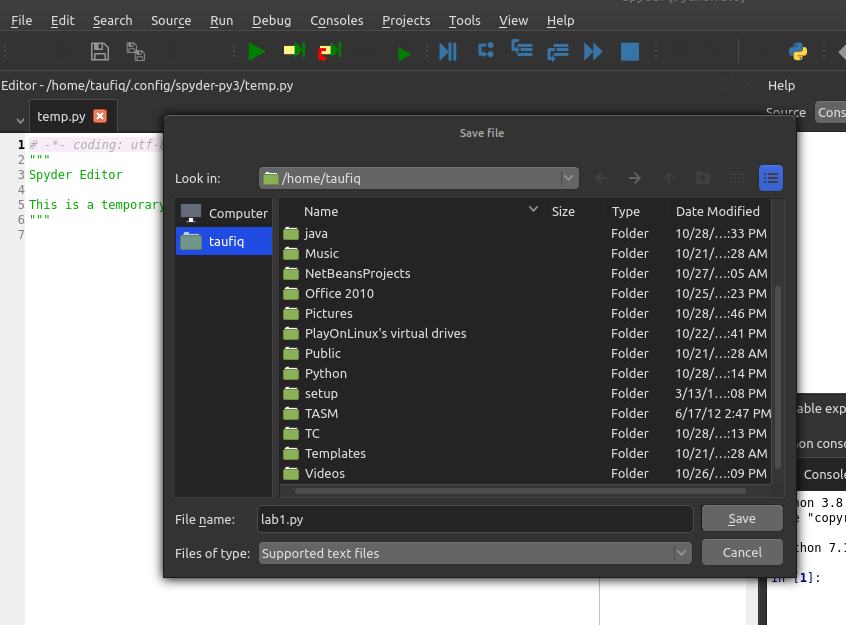 File Edit Search Source Run Debug Consoles Projects Tools View Help
Editor - /home/taufiq/.config/spyder-py3/temp.py
Help
temp.py
Source
Cons
1 # -*- coding: utf-8
2 """
3 Spyder Editor
4
5 This is a temporary
6 """
7
Save file
Look in: /home/taufiq
Computer
taufiq
Name Size Type Date Modified
java Folder 10/28/...:33 PM
Music Folder 10/21/...:28 AM
NetBeansProjects Folder 10/27/...:05 AM
Office 2010 Folder 10/25/...:23 PM
Pictures Folder 10/28/...:46 PM
PlayOnLinux's virtual drives Folder 10/22/...:41 PM
Public Folder 10/21/...:28 AM
Python Folder 10/28/...:14 PM
setup Folder 3/13/1...:08 PM
TASM Folder 6/17/12 2:47 PM
TC Folder 10/28/...:13 PM
Templates Folder 10/21/...:28 AM
Videos Folder 10/26/...:09 PM
File name: lab1.py Save
Files of type: Supported text files Cancel
able exp
on conso
Console
hon 3.8
"copyr
thon 7.1
In [1]: